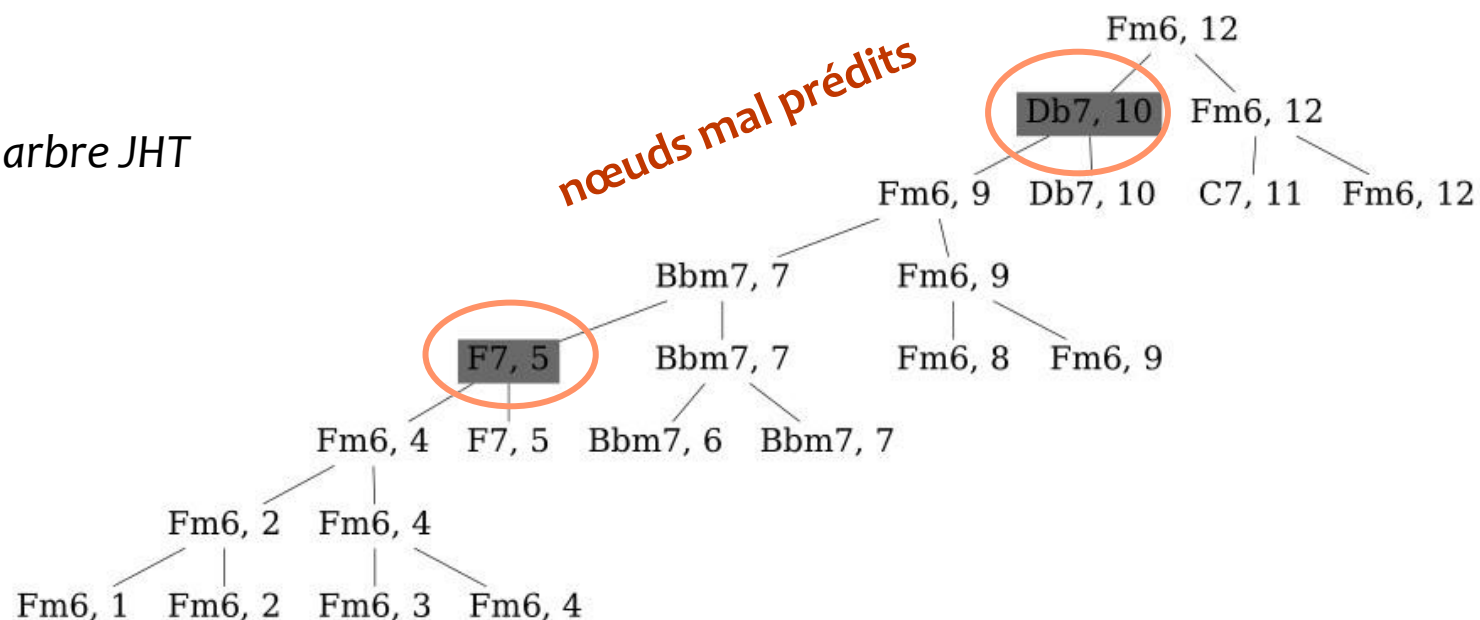 Fm6, 12
nœuds mal prédits
Db7, 10 Fm6, 12
arbre JHT
Fm6, 9 Db7, 10 C7, 11 Fm6, 12
Bbm7, 7 Fm6, 9
F7, 5 Bbm7, 7 Fm6, 8 Fm6, 9
Fm6, 4 F7, 5 Bbm7, 6 Bbm7, 7
Fm6, 2 Fm6, 4
Fm6, 1 Fm6, 2 Fm6, 3 Fm6, 4